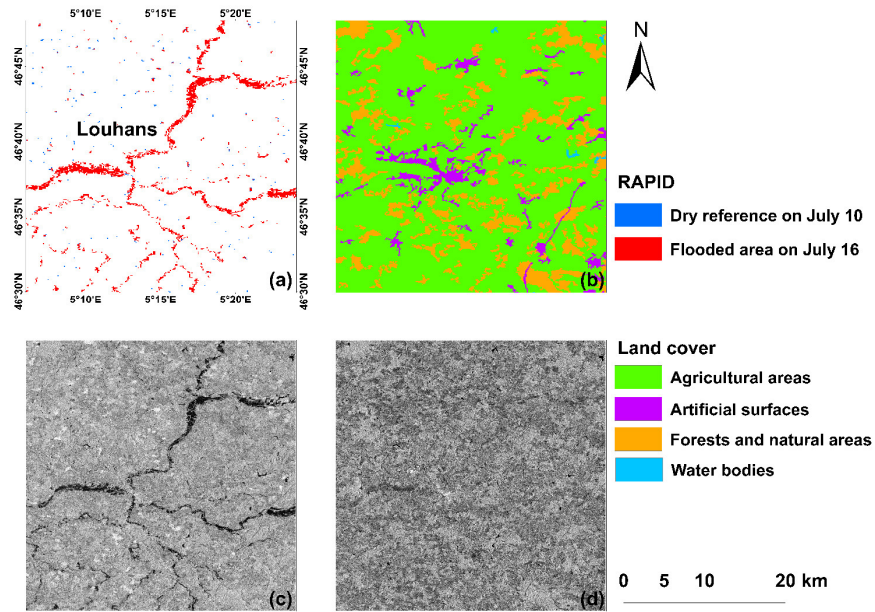 5°10'E 5°15'E 5°20'E
46°45'N
46°45'N
46°40'N
46°40'N
46°35'N
46°35'N
46°30'N
46°30'N
Louhans
(a)
5°10'E 5°15'E 5°20'E
(b)
N
RAPID
Dry reference on July 10
Flooded area on July 16
(c)
(d)
Land cover
Agricultural areas
Artificial surfaces
Forests and natural areas
Water bodies
0 5 10 20 km